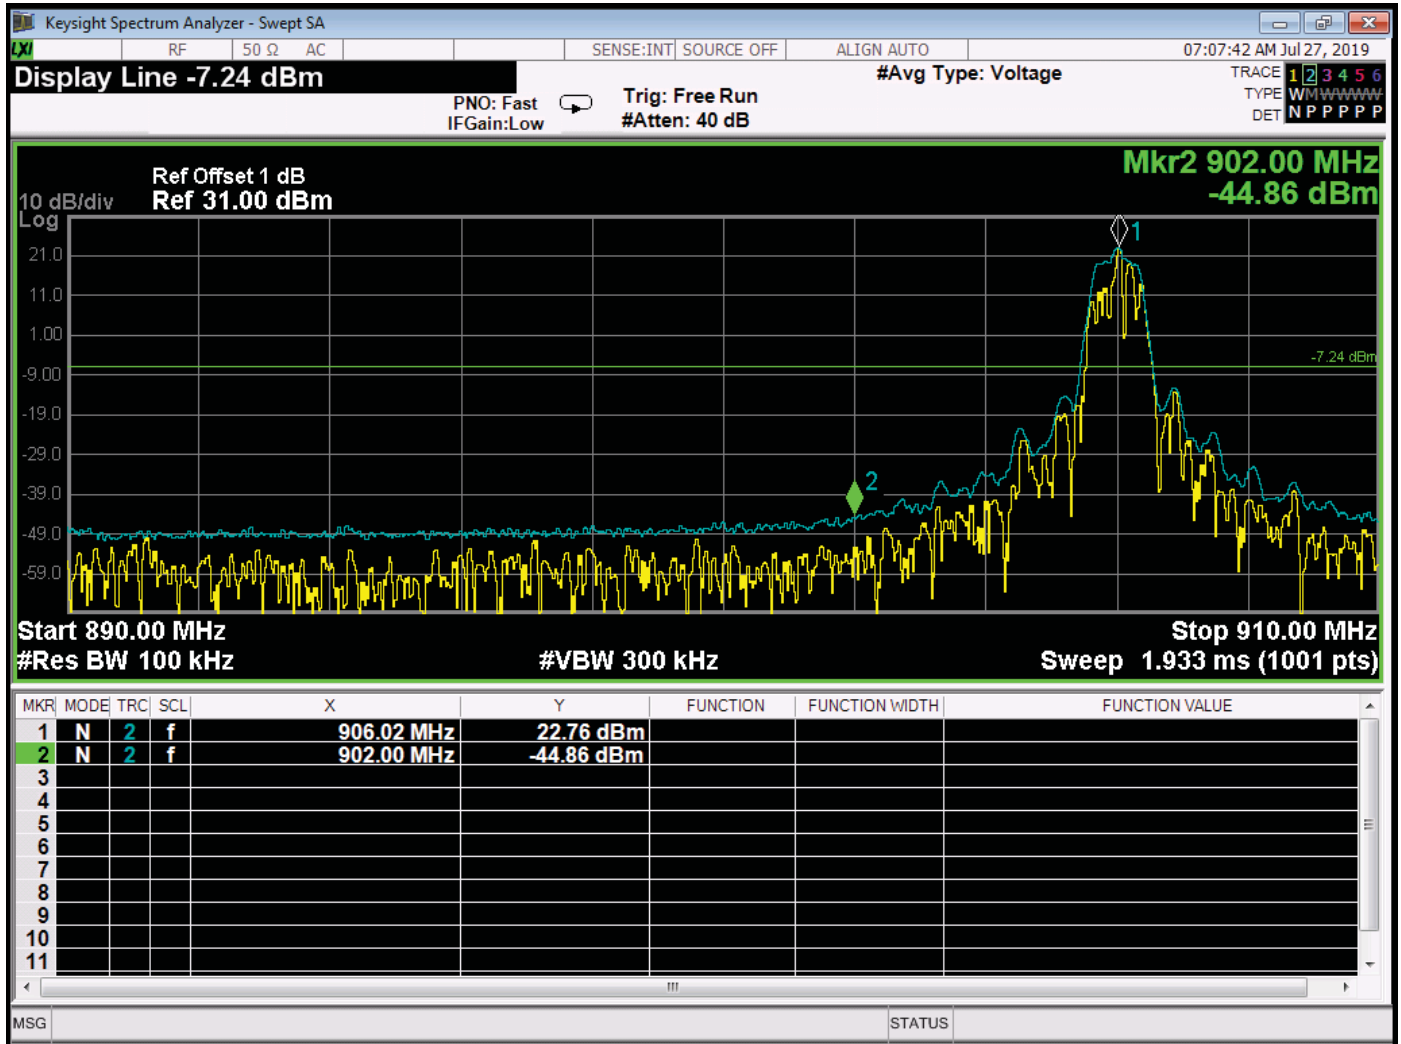 Keysight Spectrum Analyzer - Swept SA
LXI RF 50 Ω AC SENSE:INT SOURCE OFF ALIGN AUTO 07:07:42 AM Jul 27, 2019
Display Line -7.24 dBm
#Avg Type: Voltage
TRACE 1 2 3 4 5 6
TYPE W M W W W W
DET N P P P P P
PNO: Fast
IFGain:Low
Trig: Free Run
#Atten: 40 dB
Mkr2 902.00 MHz
-44.86 dBm
Ref Offset 1 dB
10 dB/div Ref 31.00 dBm
Log
1
21.0
11.0
1.00
-7.24 dBm
-9.00
-19.0
-29.0
2
-39.0
-49.0
-59.0
Start 890.00 MHz Stop 910.00 MHz
#Res BW 100 kHz #VBW 300 kHz Sweep 1.933 ms (1001 pts)
MKR MODE TRC SCL X Y FUNCTION FUNCTION WIDTH FUNCTION VALUE
1 N 2 f 906.02 MHz 22.76 dBm
2 N 2 f 902.00 MHz -44.86 dBm
3
4
5
6
7
8
9
10
11
MSG STATUS